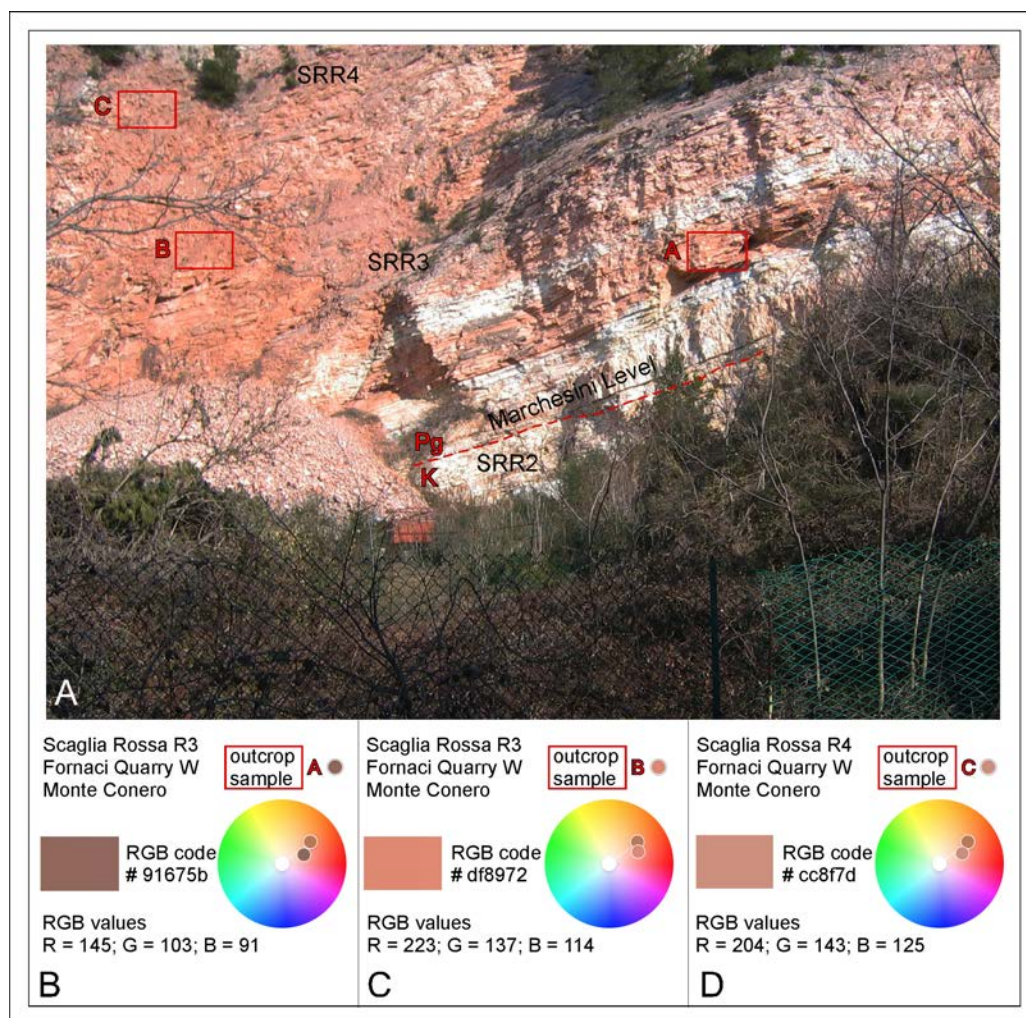 SRR4
C
B
SRR3
A
Marchesini Level
Pg
SRR2
K
A
Scaglia Rossa R3
Fornaci Quarry W
Monte Conero
outcrop
sample
A
RGB code
# 91675b
RGB values
R = 145; G = 103; B = 91
B
Scaglia Rossa R3
Fornaci Quarry W
Monte Conero
outcrop
sample
B
RGB code
# df8972
RGB values
R = 223; G = 137; B = 114
C
Scaglia Rossa R4
Fornaci Quarry W
Monte Conero
outcrop
sample
C
RGB code
# cc8f7d
RGB values
R = 204; G = 143; B = 125
D